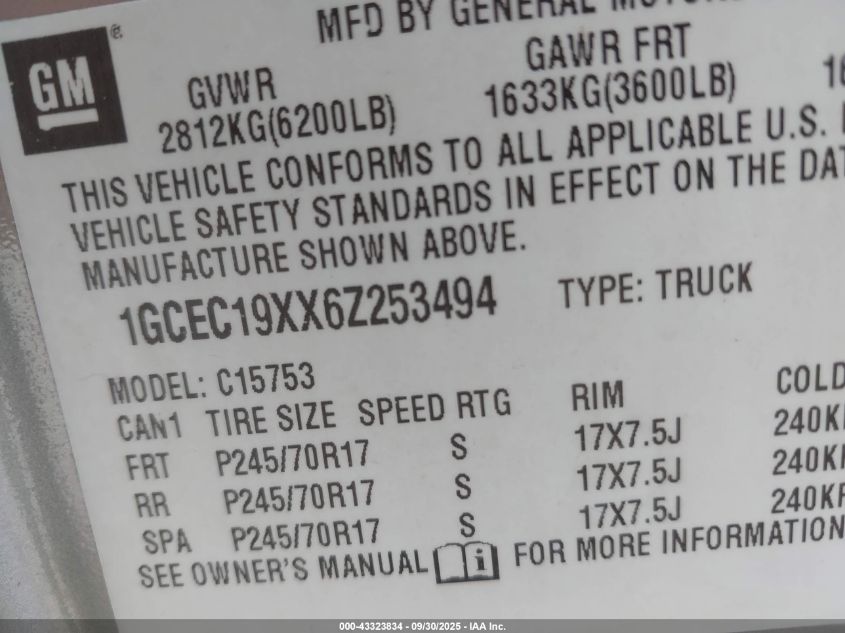 MFD BY GENERAL
GM
®
GVWR GAWR FRT
2812KG(6200LB) 1633KG(3600LB)
THIS VEHICLE CONFORMS TO ALL APPLICABLE U.S.
VEHICLE SAFETY STANDARDS IN EFFECT ON THE
MANUFACTURE SHOWN ABOVE.
1GCEC19XX6Z253494 TYPE: TRUCK
MODEL: C15753
CAN1 TIRE SIZE SPEED RTG RIM COLD
FRT P245/70R17 S 17X7.5J
RR P245/70R17 S 17X7.5J
SPA P245/70R17 S 17X7.5J
SEE OWNER'S MANUAL i FOR MORE INFORMATION
000-43323834 - 09/30/2025 - IAA Inc.